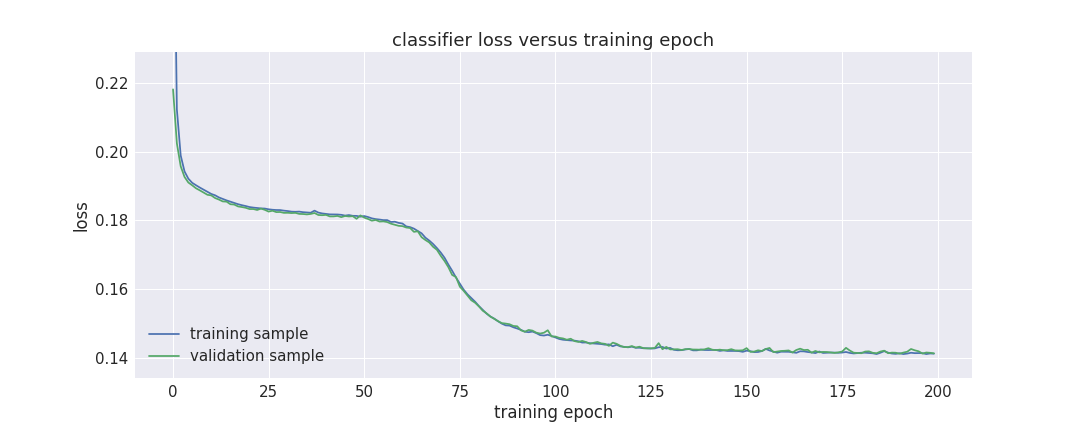 classifier loss versus training epoch
0.22
0.20
0.18
0.16
0.14
loss
training sample
validation sample
0 25 50 75 100 125 150 175 200
training epoch